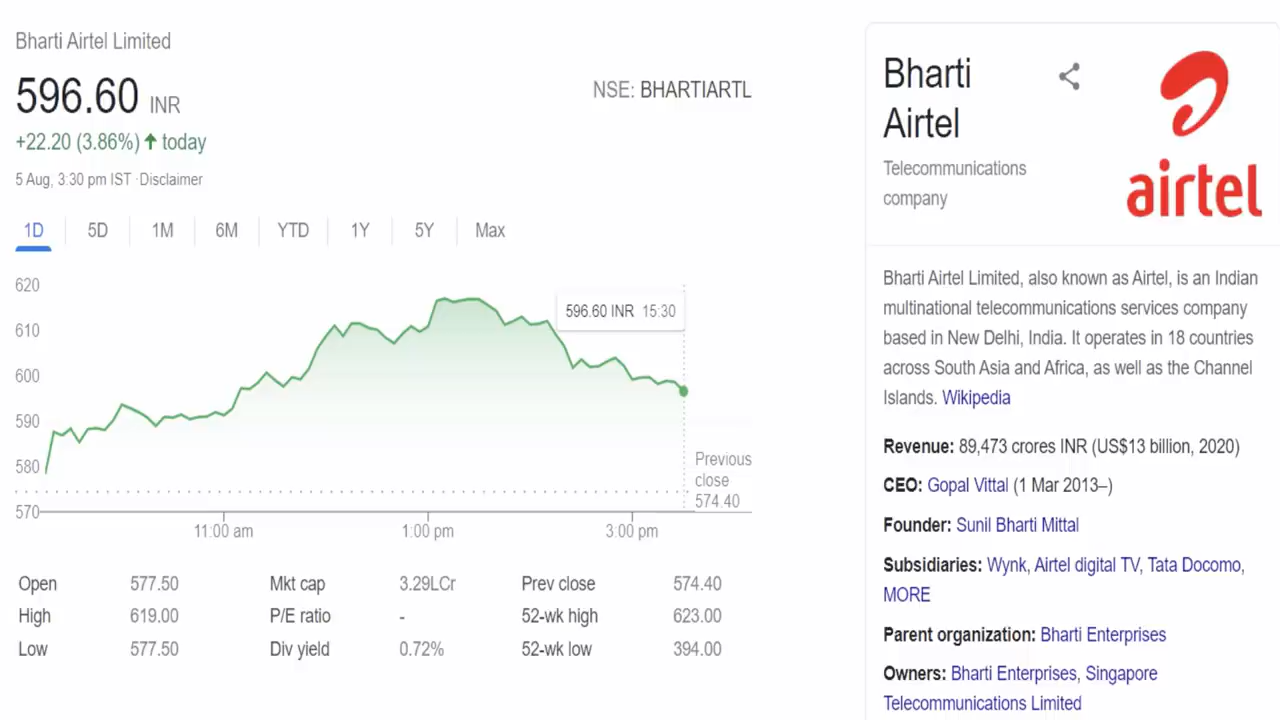 Bharti Airtel Limited
596.60 INR
NSE: BHARTIARTL
+22.20 (3.86%) ↑ today
5 Aug, 3:30 pm IST · Disclaimer
1D 5D 1M 6M YTD 1Y 5Y Max
620
610
600
590
580
570
596.60 INR 15:30
Previous
close
574.40
11:00 am 1:00 pm 3:00 pm
Open 577.50 Mkt cap 3.29LCr Prev close 574.40
High 619.00 P/E ratio - 52-wk high 623.00
Low 577.50 Div yield 0.72% 52-wk low 394.00
Bharti
Airtel
Telecommunications
company
airtel
Bharti Airtel Limited, also known as Airtel, is an Indian
multinational telecommunications services company
based in New Delhi, India. It operates in 18 countries
across South Asia and Africa, as well as the Channel
Islands. Wikipedia
Revenue: 89,473 crores INR (US$13 billion, 2020)
CEO: Gopal Vittal (1 Mar 2013–)
Founder: Sunil Bharti Mittal
Subsidiaries: Wynk, Airtel digital TV, Tata Docomo,
MORE
Parent organization: Bharti Enterprises
Owners: Bharti Enterprises, Singapore
Telecommunications Limited